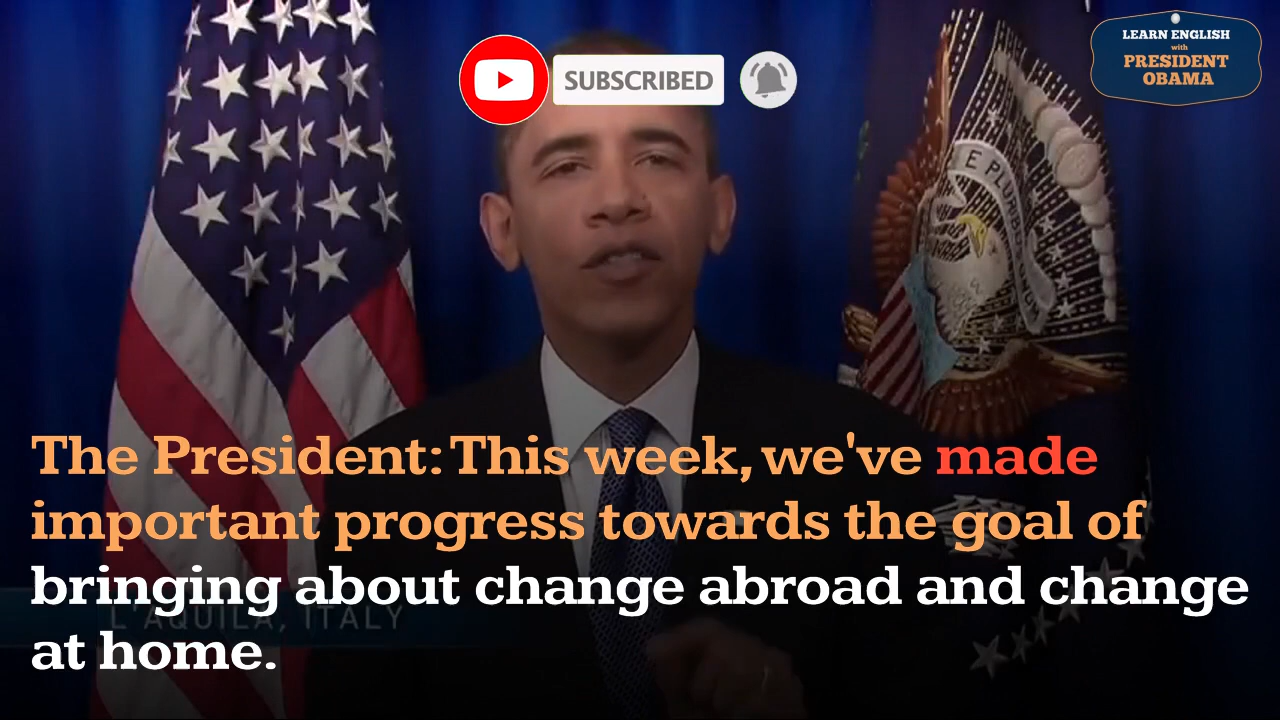 LEARN ENGLISH
with
PRESIDENT
OBAMA
SUBSCRIBED
E PLURIBUS
The President: This week, we've made
important progress towards the goal of
bringing about change abroad and change
at home.
L'AQUILA, ITALY